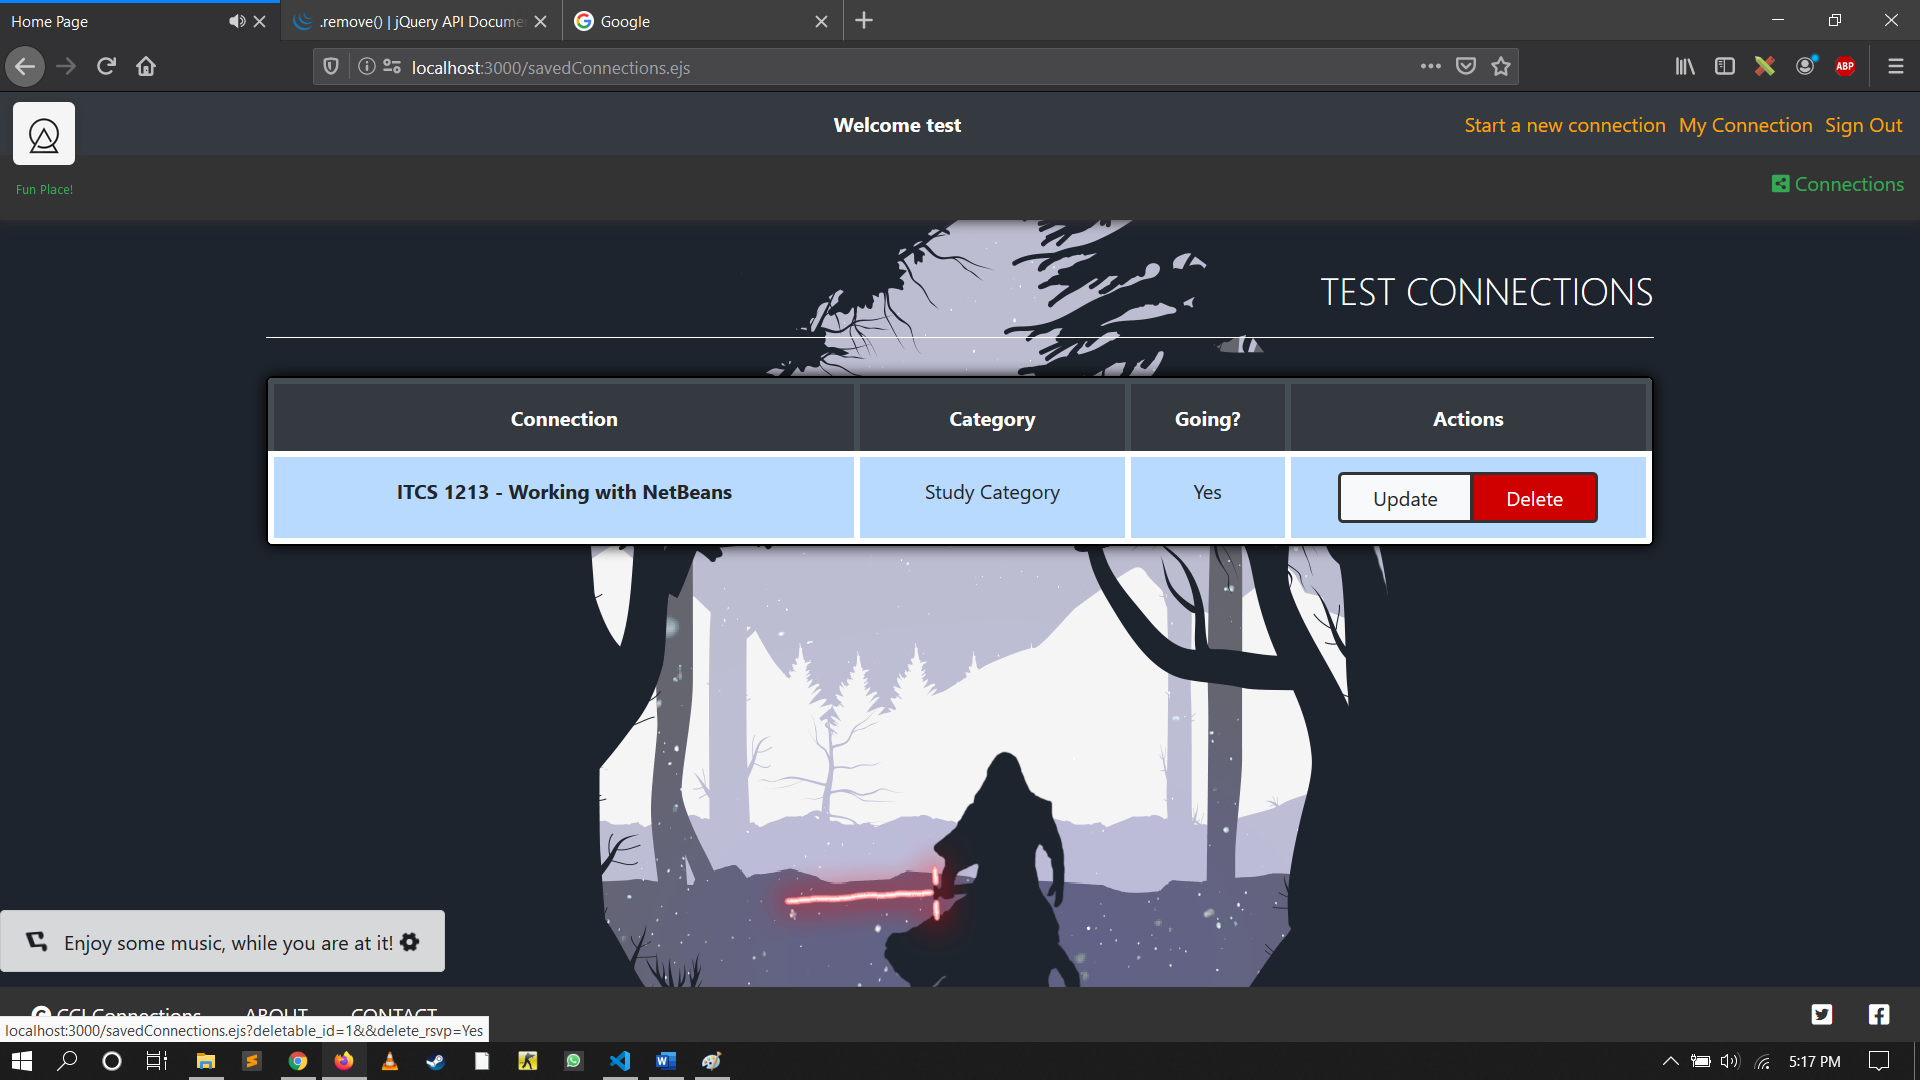 Home Page
.remove() | jQuery API Docume
Google
localhost:3000/savedConnections.ejs
ABP
Welcome test
Start a new connection My Connection Sign Out
Fun Place!
Connections
TEST CONNECTIONS
Connection Category Going? Actions
ITCS 1213 - Working with NetBeans Study Category Yes Update Delete
Enjoy some music, while you are at it!
CCI Connections ABOUT CONTACT
localhost:3000/savedConnections.ejs?deletable_id=1&&delete_rsvp=Yes
5:17 PM